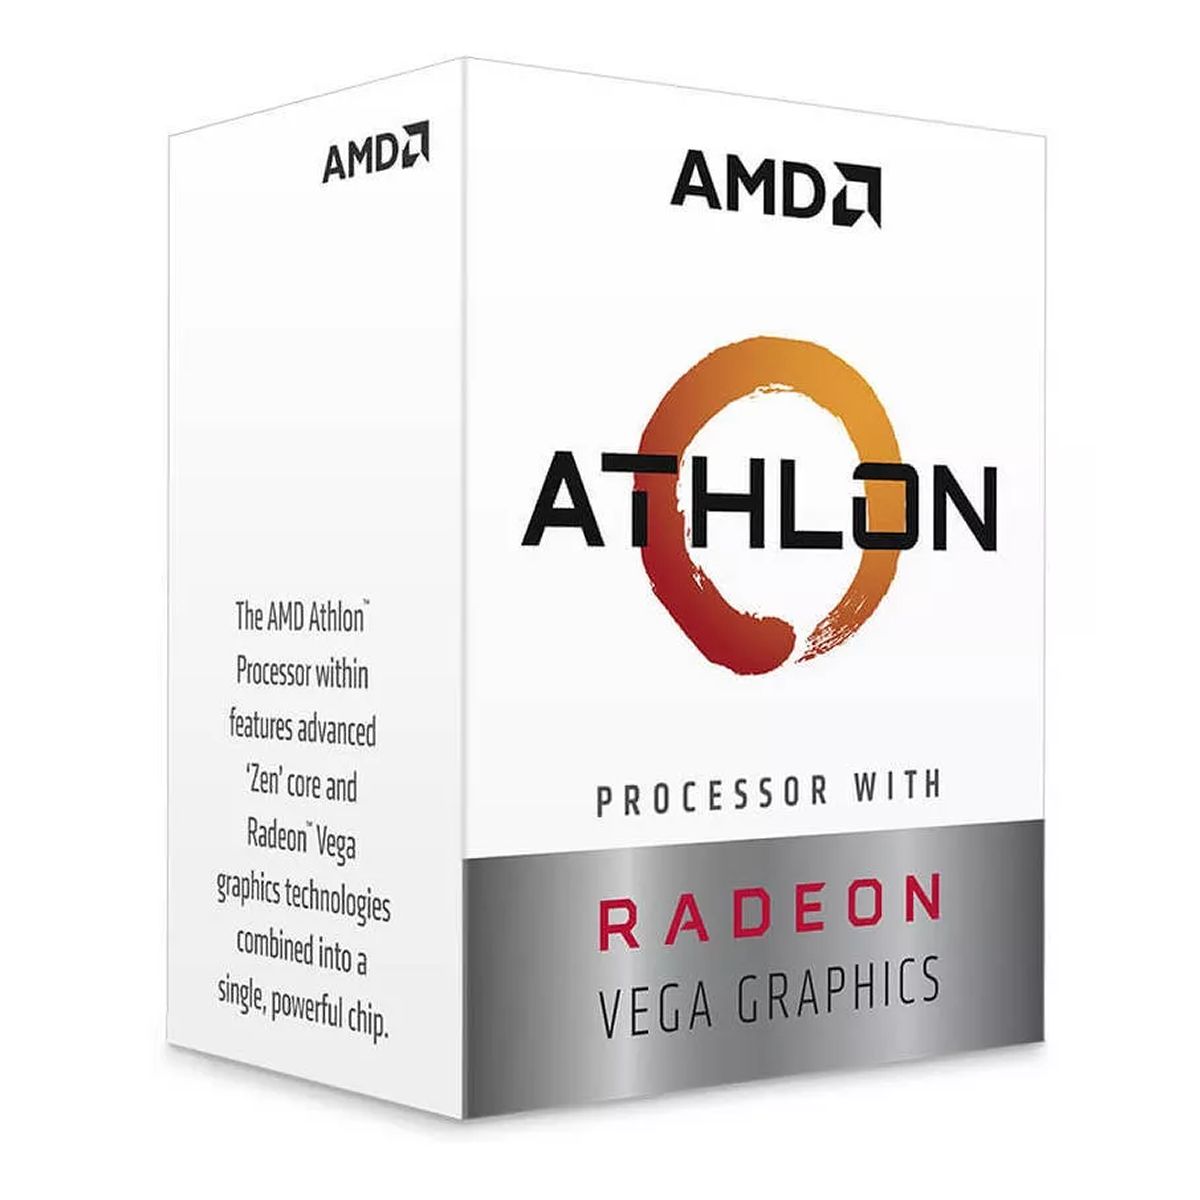 AMD
The AMD Athlon™
Processor within
features advanced
‘Zen’ core and
Radeon™ Vega
graphics technologies
combined into a
single, powerful chip.
AMD
ATHLON
PROCESSOR WITH
RADEON
VEGA GRAPHICS